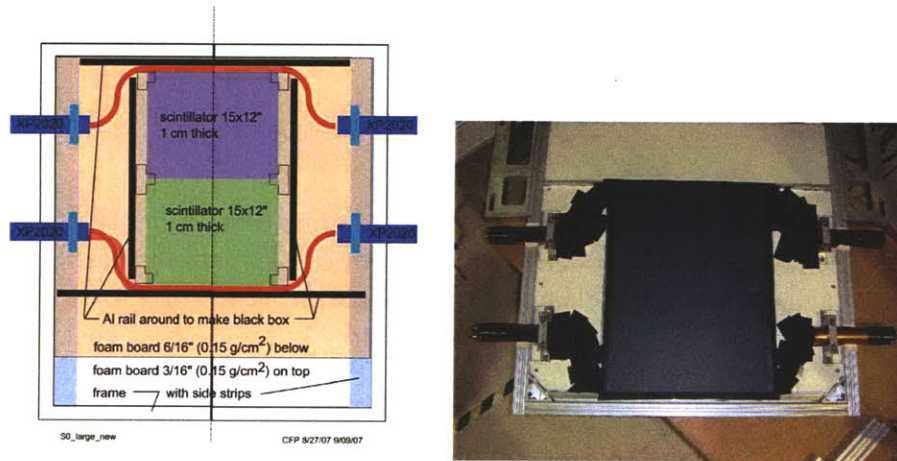 XP2020
XP2020
scintillator 15x12"
1 cm thick
scintillator 15x12"
1 cm thick
XP2020
XP2020
Al rail around to make black box
foam board 6/16" (0.15 g/cm²) below
foam board 3/16" (0.15 g/cm²) on top
frame with side strips
S0_large_new
CFP 8/27/07 9/09/07